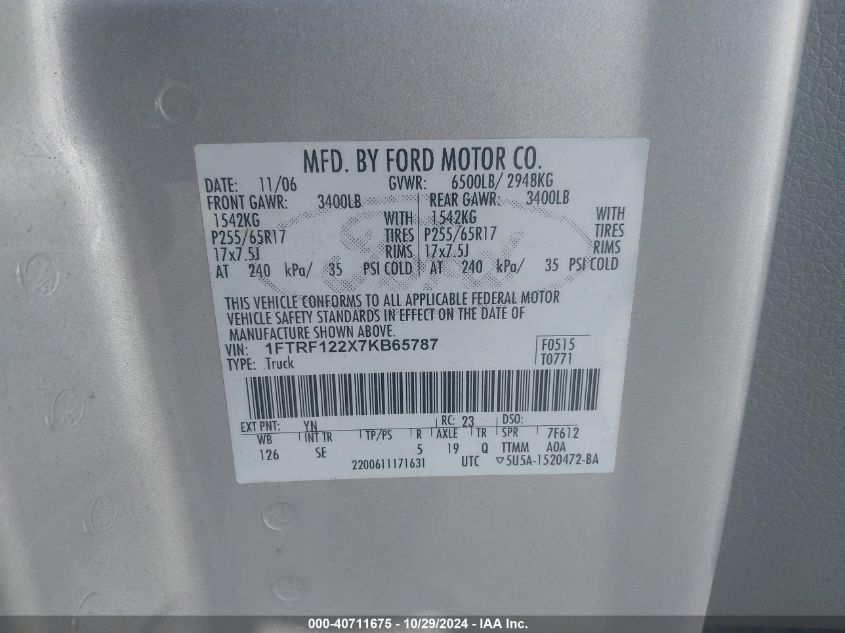 MFD. BY FORD MOTOR CO.
DATE: 11/06 GVWR: 6500LB/ 2948KG
FRONT GAWR: 3400LB REAR GAWR: 3400LB
1542KG WITH 1542KG WITH
P255/65R17 TIRES P255/65R17 TIRES
17x7.5J RIMS 17x7.5J RIMS
AT 240 kPa/ 35 PSI COLD AT 240 kPa/ 35 PSI COLD
Ford
THIS VEHICLE CONFORMS TO ALL APPLICABLE FEDERAL MOTOR
VEHICLE SAFETY STANDARDS IN EFFECT ON THE DATE OF
MANUFACTURE SHOWN ABOVE.
VIN: 1FTRF122X7KB65787 F0515
TYPE: Truck T0771
EXT PNT: YN RC: 23 DSO:
WB INT TR TP/PS R AXLE TR SPR 7F612
126 SE 5 19 Q TTMM A0A
2200611171631 UTC ▽5U5A-1520472-BA
000-40711675 - 10/29/2024 - IAA Inc.